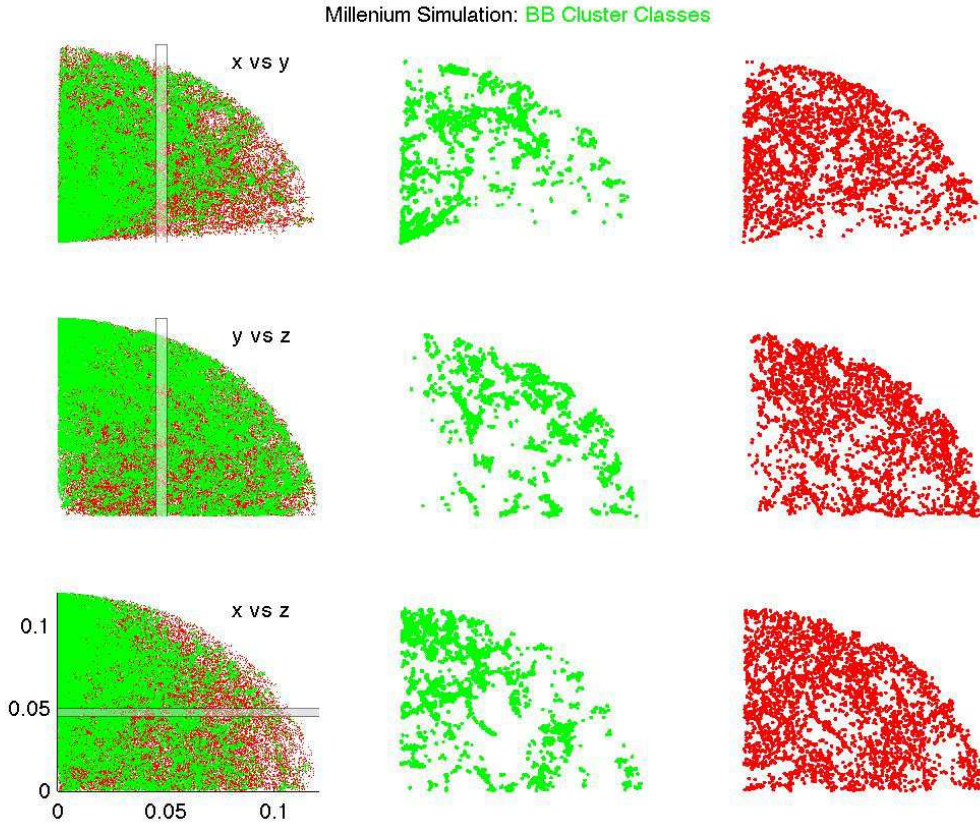 Millenium Simulation: BB Cluster Classes
x vs y
y vs z
x vs z
0.1
0.05
0
0 0.05 0.1